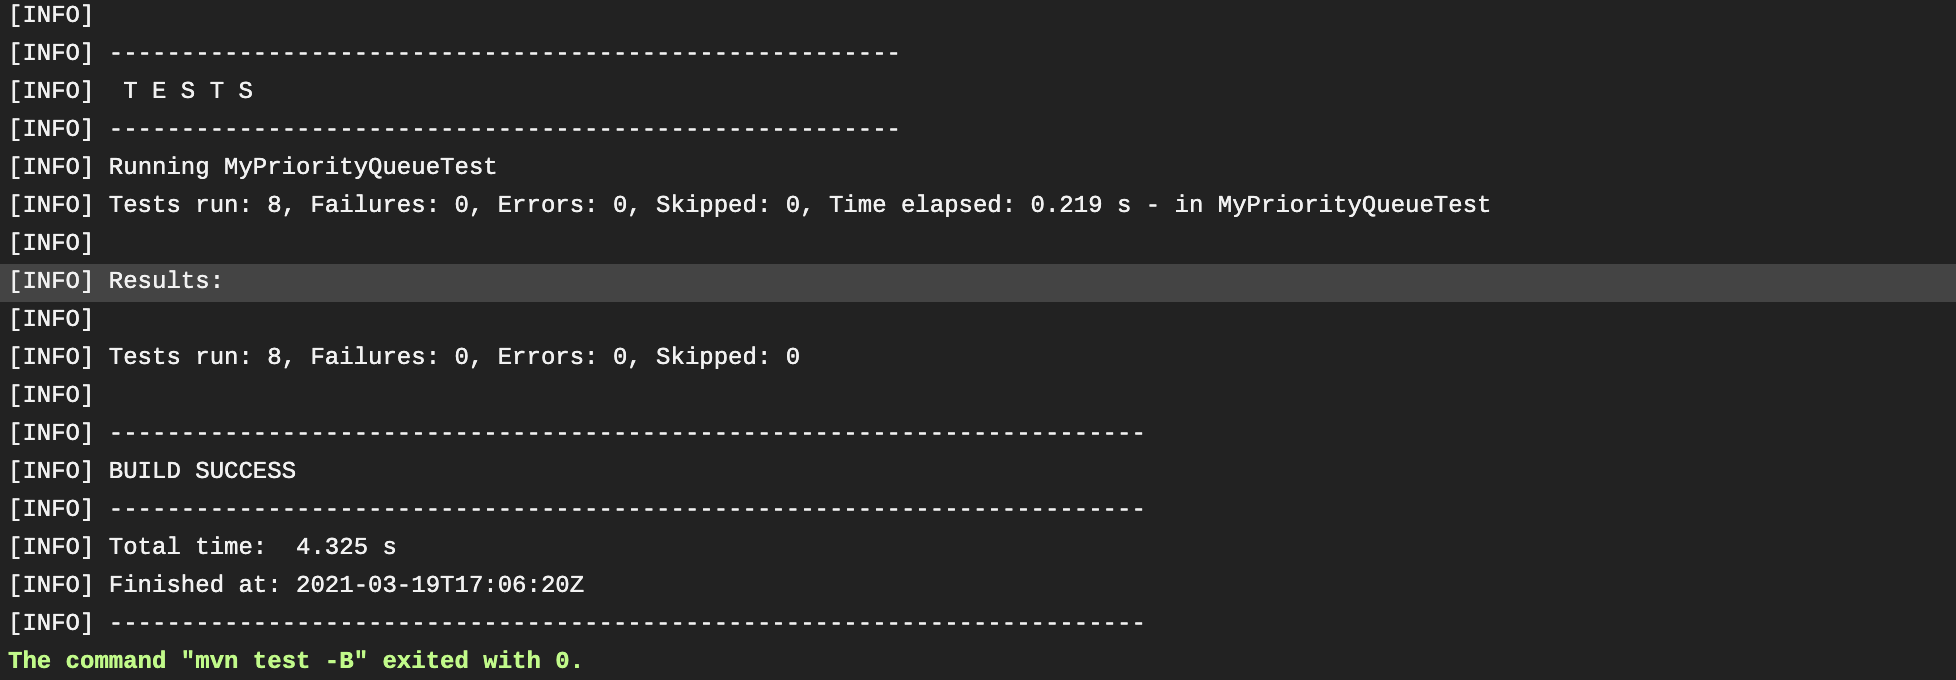 [INFO]
[INFO] -------------------------------------------------------
[INFO]  T E S T S
[INFO] -------------------------------------------------------
[INFO] Running MyPriorityQueueTest
[INFO] Tests run: 8, Failures: 0, Errors: 0, Skipped: 0, Time elapsed: 0.219 s - in MyPriorityQueueTest
[INFO]
[INFO] Results:
[INFO]
[INFO] Tests run: 8, Failures: 0, Errors: 0, Skipped: 0
[INFO]
[INFO] ------------------------------------------------------------------------
[INFO] BUILD SUCCESS
[INFO] ------------------------------------------------------------------------
[INFO] Total time:  4.325 s
[INFO] Finished at: 2021-03-19T17:06:20Z
[INFO] ------------------------------------------------------------------------
The command "mvn test -B" exited with 0.